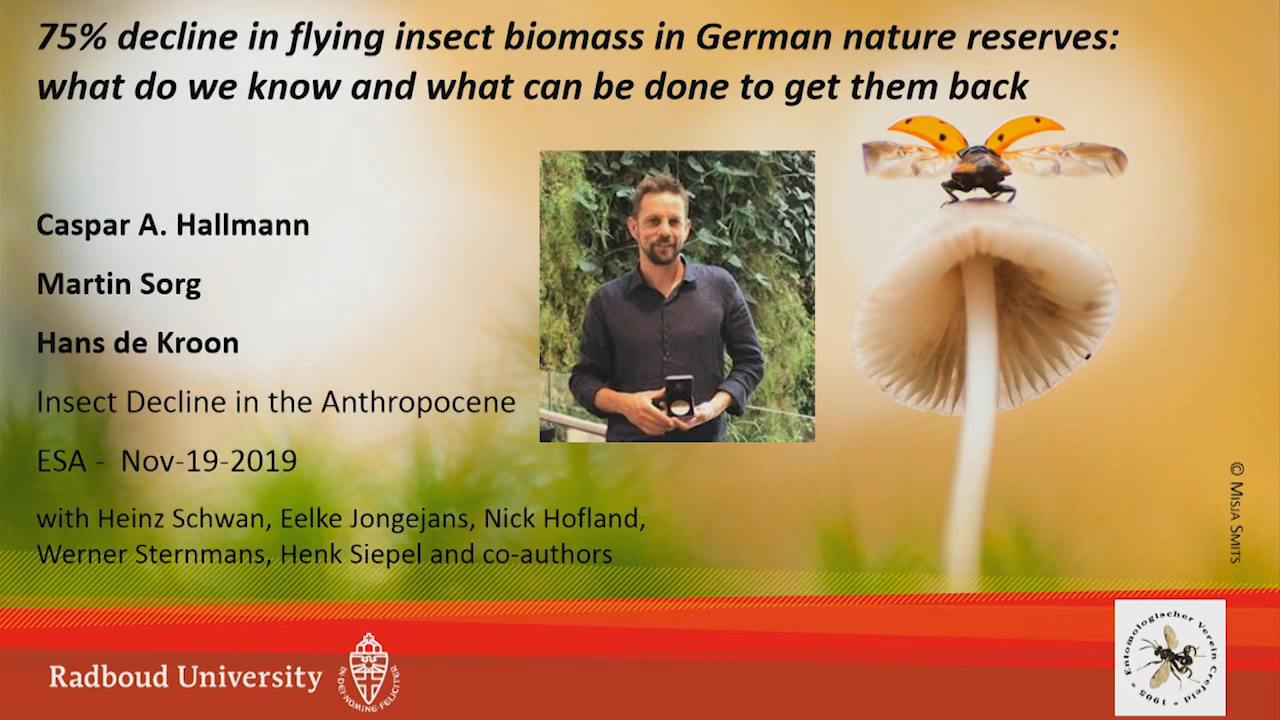 75% decline in flying insect biomass in German nature reserves:
what do we know and what can be done to get them back
Caspar A. Hallmann
Martin Sorg
Hans de Kroon
Insect Decline in the Anthropocene
ESA -  Nov-19-2019
with Heinz Schwan, Eelke Jongejans, Nick Hofland,
Werner Sternmans, Henk Siepel and co-authors
© Misja Smits
Radboud University
IN·DEI·NOMINE·FELICITER
Entomologischer Verein Crefeld * 1905 *